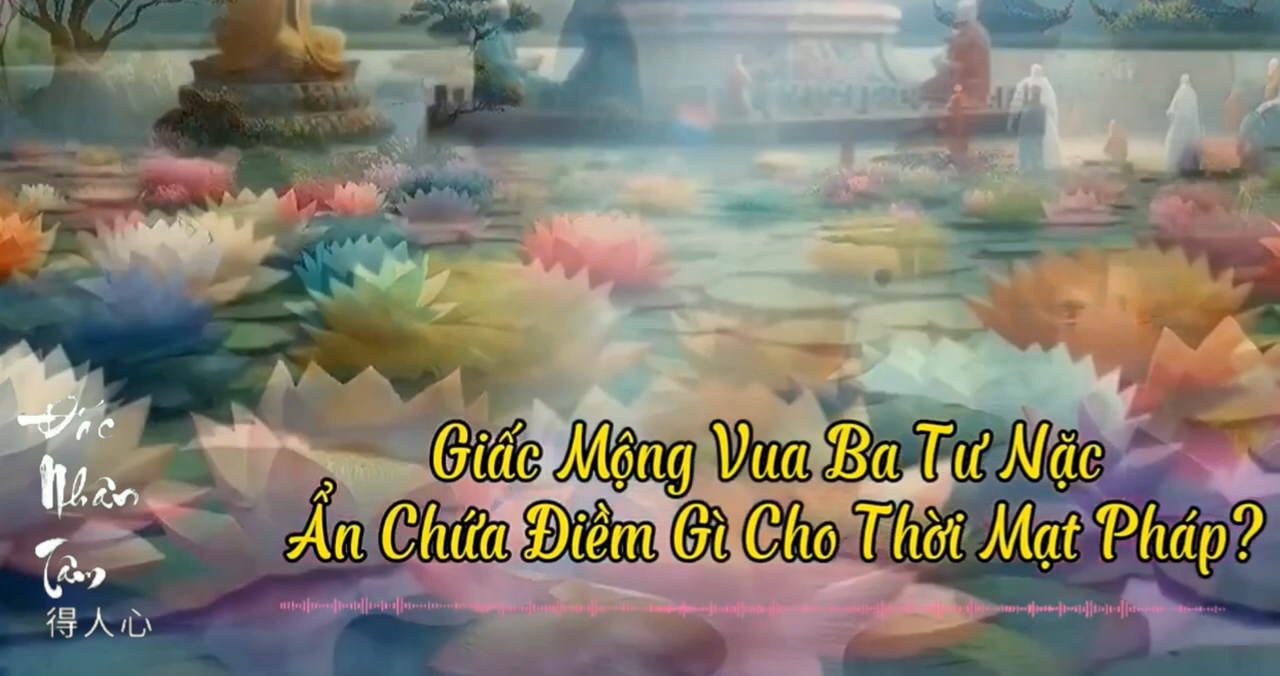 Giấc Mộng Vua Ba Tư Nặc
Ẩn Chứa Điềm Gì Cho Thời Mạt Pháp?
Đắc
Nhân
Tâm
得人心